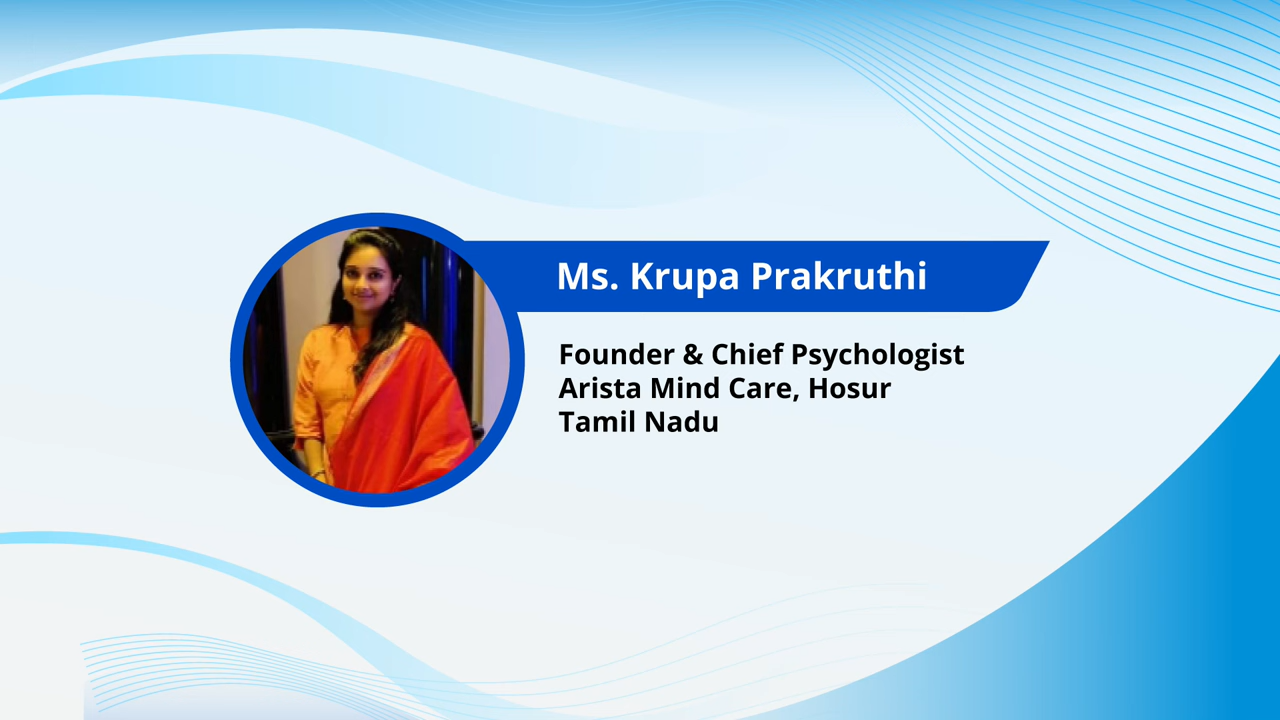 Ms. Krupa Prakruthi
Founder & Chief Psychologist
Arista Mind Care, Hosur
Tamil Nadu